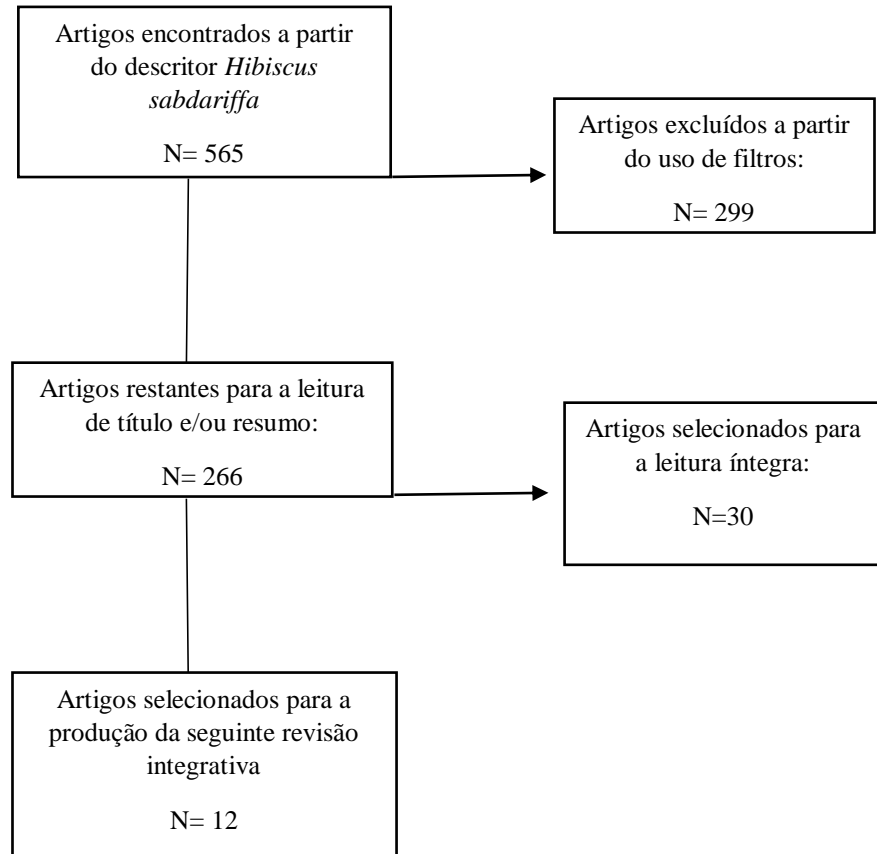 Artigos encontrados a partir
do descritor Hibiscus
sabdariffa
N= 565
Artigos excluídos a partir
do uso de filtros:
N= 299
Artigos restantes para a leitura
de título e/ou resumo:
N= 266
Artigos selecionados para
a leitura íntegra:
N=30
Artigos selecionados para a
produção da seguinte revisão
integrativa
N= 12